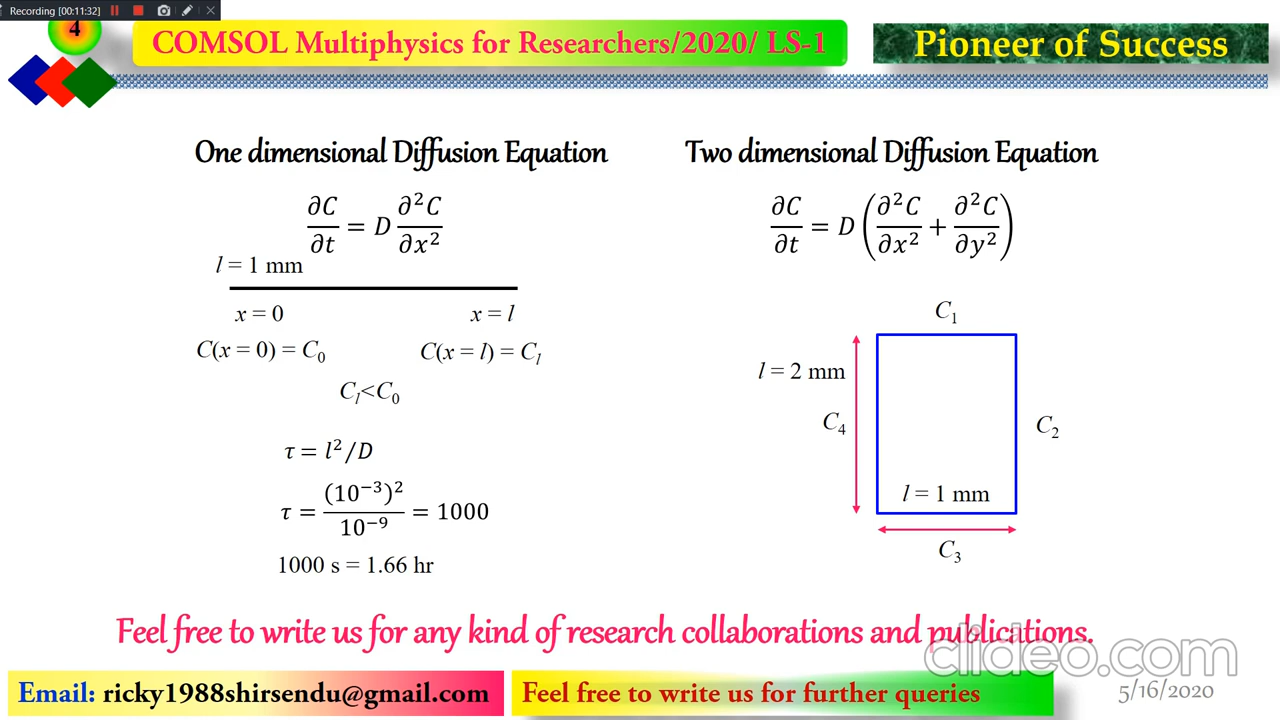 Recording [00:11:32]
4
COMSOL Multiphysics for Researchers/2020/ LS-1
Pioneer of Success
One dimensional Diffusion Equation
∂C/∂t = D ∂²C/∂x²
l = 1 mm
x = 0
x = l
C(x = 0) = C₀
C(x = l) = Cₗ
Cₗ<C₀
τ = l²/D
τ = (10⁻³)²/10⁻⁹ = 1000
1000 s = 1.66 hr
Two dimensional Diffusion Equation
∂C/∂t = D (∂²C/∂x² + ∂²C/∂y²)
C₁
l = 2 mm
C₄
C₂
l = 1 mm
C₃
Feel free to write us for any kind of research collaborations and publications.
clideo.com
Email: ricky1988shirsendu@gmail.com
Feel free to write us for further queries
5/16/2020